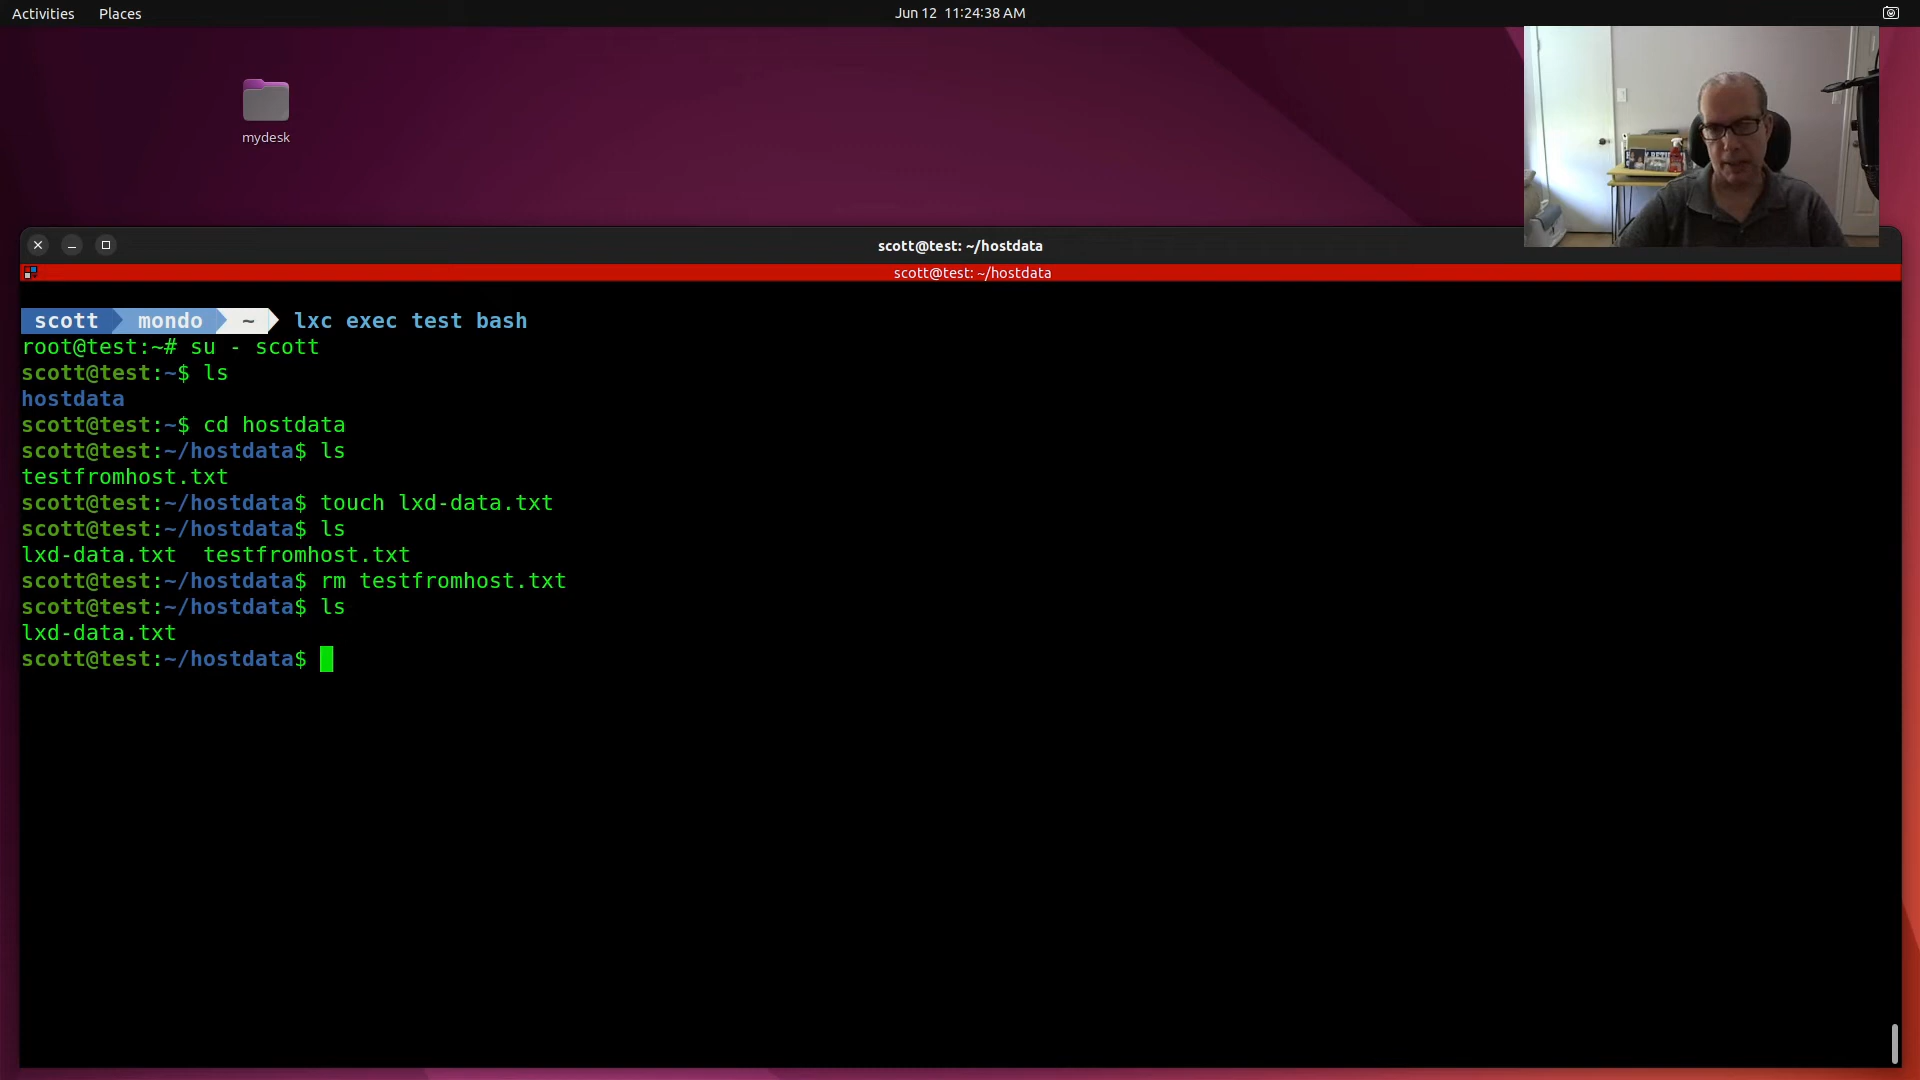 Activities Places Jun 12 11:24:38 AM
mydesk
scott@test: ~/hostdata
scott@test: ~/hostdata
scott mondo ~ lxc exec test bash
root@test:~# su - scott
scott@test:~$ ls
hostdata
scott@test:~$ cd hostdata
scott@test:~/hostdata$ ls
testfromhost.txt
scott@test:~/hostdata$ touch lxd-data.txt
scott@test:~/hostdata$ ls
lxd-data.txt  testfromhost.txt
scott@test:~/hostdata$ rm testfromhost.txt
scott@test:~/hostdata$ ls
lxd-data.txt
scott@test:~/hostdata$